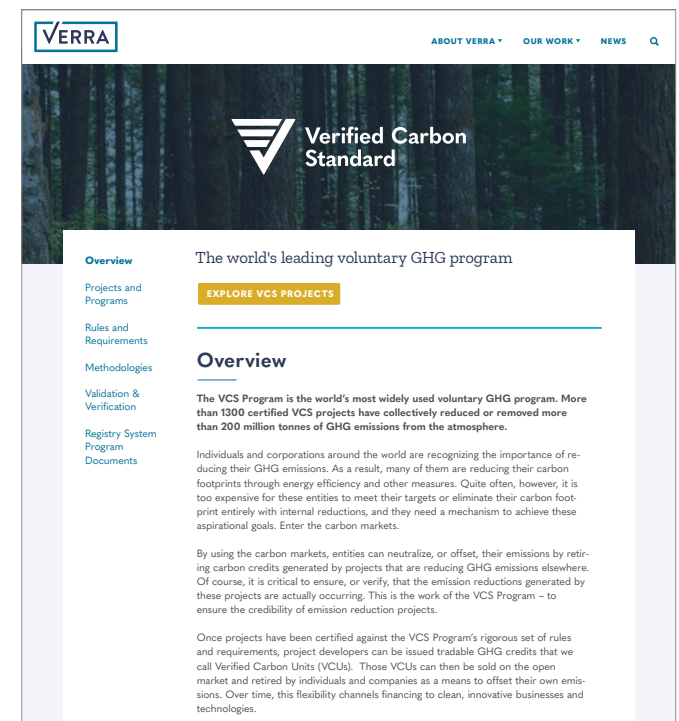 VERRA
ABOUT VERRA ▾ OUR WORK ▾ NEWS
Verified Carbon
Standard
Overview
Projects and
Programs
Rules and
Requirements
Methodologies
Validation &
Verification
Registry System
Program
Documents
The world's leading voluntary GHG program
EXPLORE VCS PROJECTS
Overview
The VCS Program is the world's most widely used voluntary GHG program. More
than 1300 certified VCS projects have collectively reduced or removed more
than 200 million tonnes of GHG emissions from the atmosphere.
Individuals and corporations around the world are recognizing the importance of re-
ducing their GHG emissions. As a result, many of them are reducing their carbon
footprints through energy efficiency and other measures. Quite often, however, it is
too expensive for these entities to meet their targets or eliminate their carbon foot-
print entirely with internal reductions, and they need a mechanism to achieve these
aspirational goals. Enter the carbon markets.
By using the carbon markets, entities can neutralize, or offset, their emissions by retir-
ing carbon credits generated by projects that are reducing GHG emissions elsewhere.
Of course, it is critical to ensure, or verify, that the emission reductions generated by
these projects are actually occurring. This is the work of the VCS Program – to
ensure the credibility of emission reduction projects.
Once projects have been certified against the VCS Program's rigorous set of rules
and requirements, project developers can be issued tradable GHG credits that we
call Verified Carbon Units (VCUs). Those VCUs can then be sold on the open
market and retired by individuals and companies as a means to offset their own emis-
sions. Over time, this flexibility channels financing to clean, innovative businesses and
technologies.